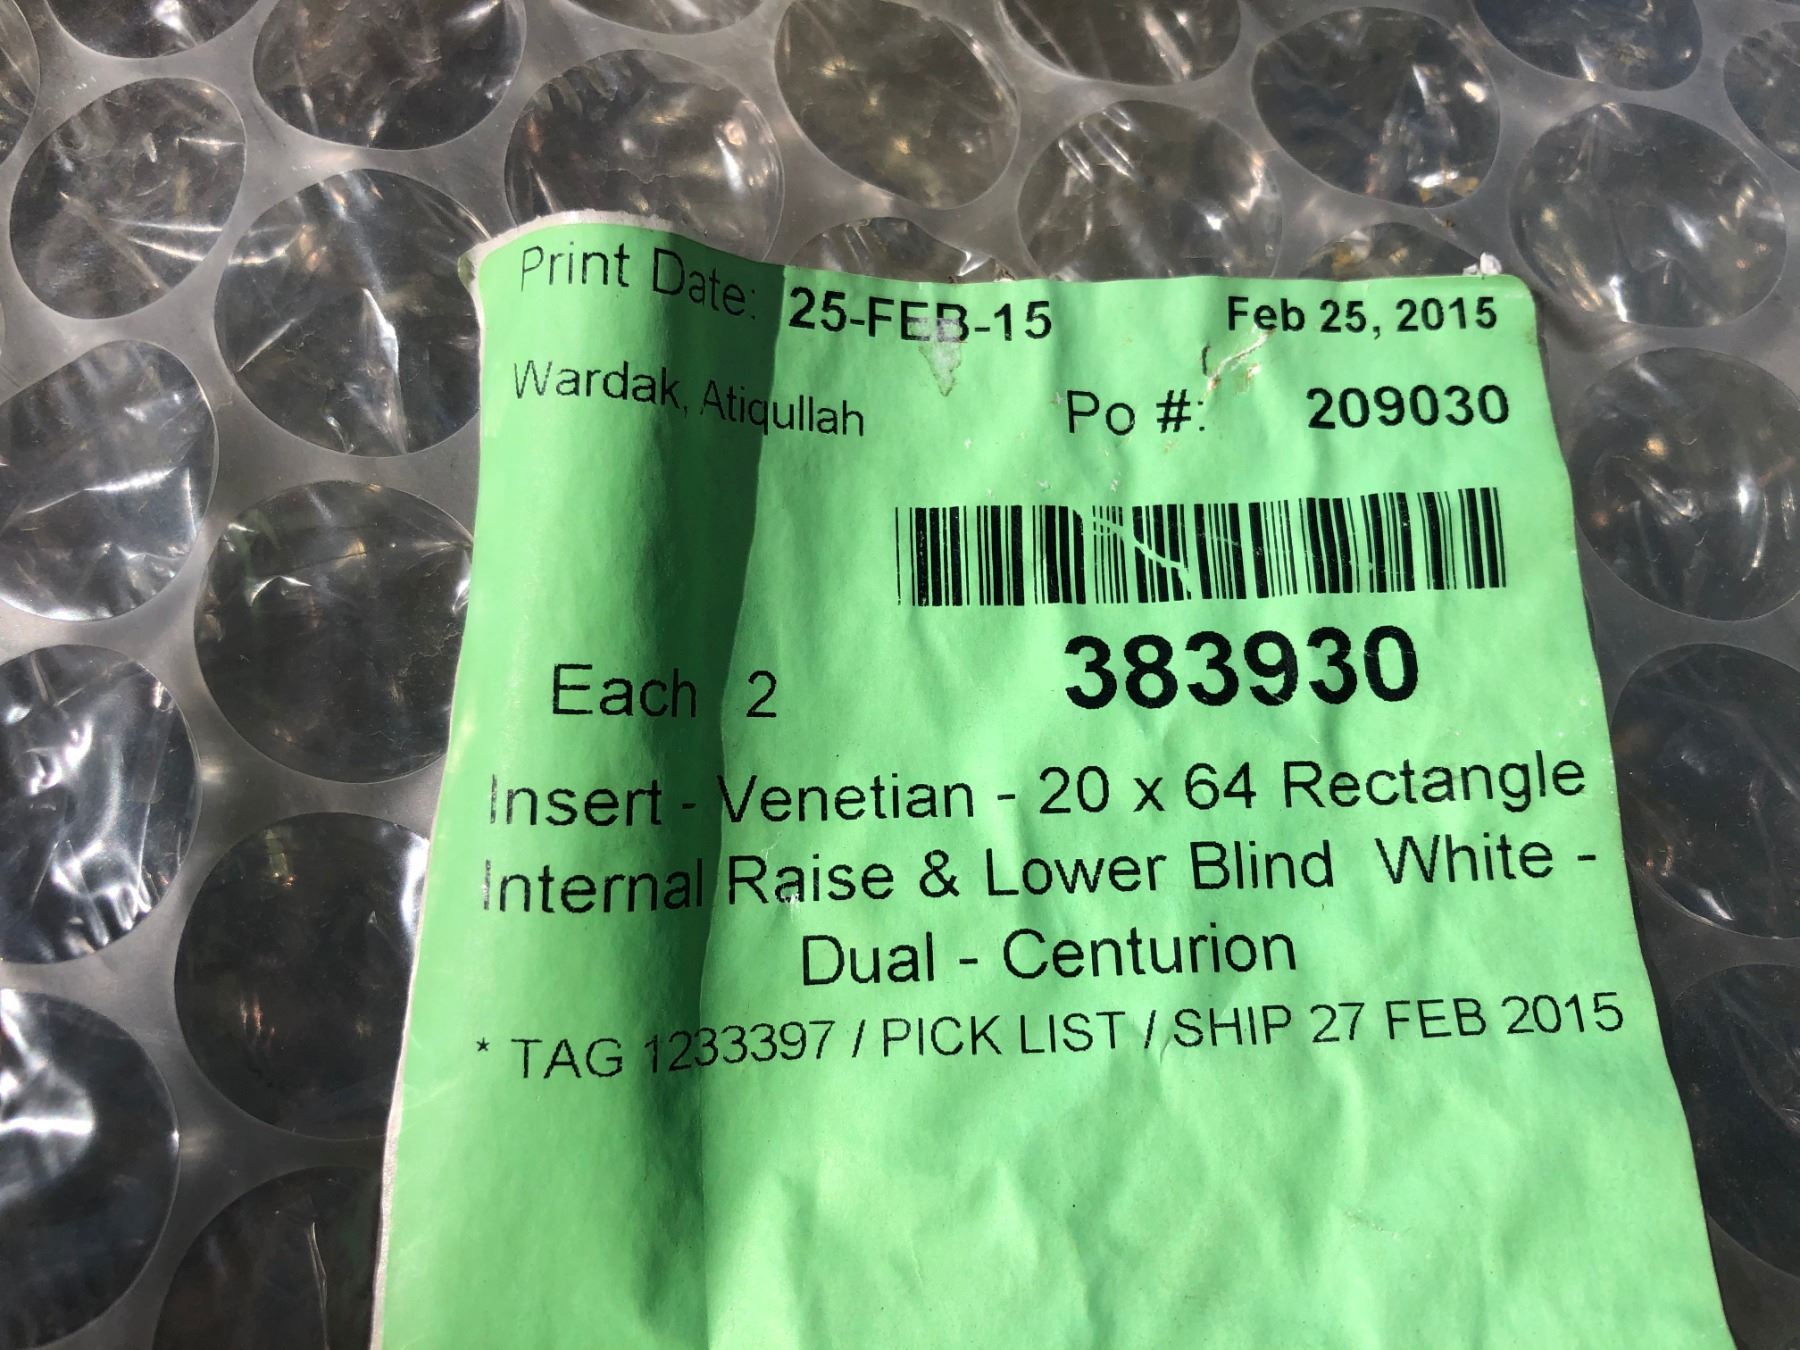 Print Date: 25-FEB-15 Feb 25, 2015
Wardak, Atiqullah Po #: 209030
383930
Each 2
Insert - Venetian - 20 x 64 Rectangle
Internal Raise & Lower Blind White -
Dual - Centurion
* TAG 1233397 / PICK LIST / SHIP 27 FEB 2015